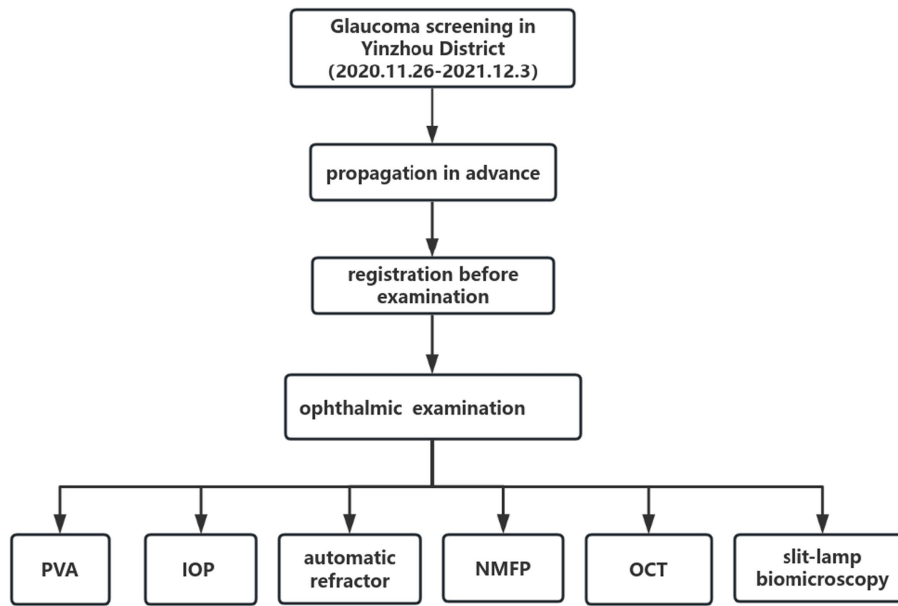 Glaucoma screening in
Yinzhou District
(2020.11.26-2021.12.3)
propagation in advance
registration before
examination
ophthalmic examination
PVA
IOP
automatic
refractor
NMFP
OCT
slit-lamp
biomicroscopy